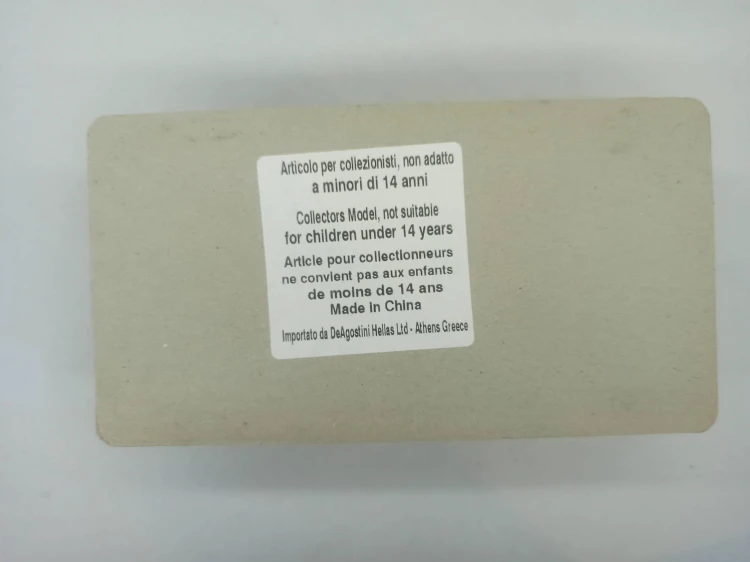 Articolo per collezionisti, non adatto
a minori di 14 anni
Collectors Model, not suitable
for children under 14 years
Article pour collectionneurs
ne convient pas aux enfants
de moins de 14 ans
Made in China
Importato da DeAgostini Hellas Ltd - Athens Greece